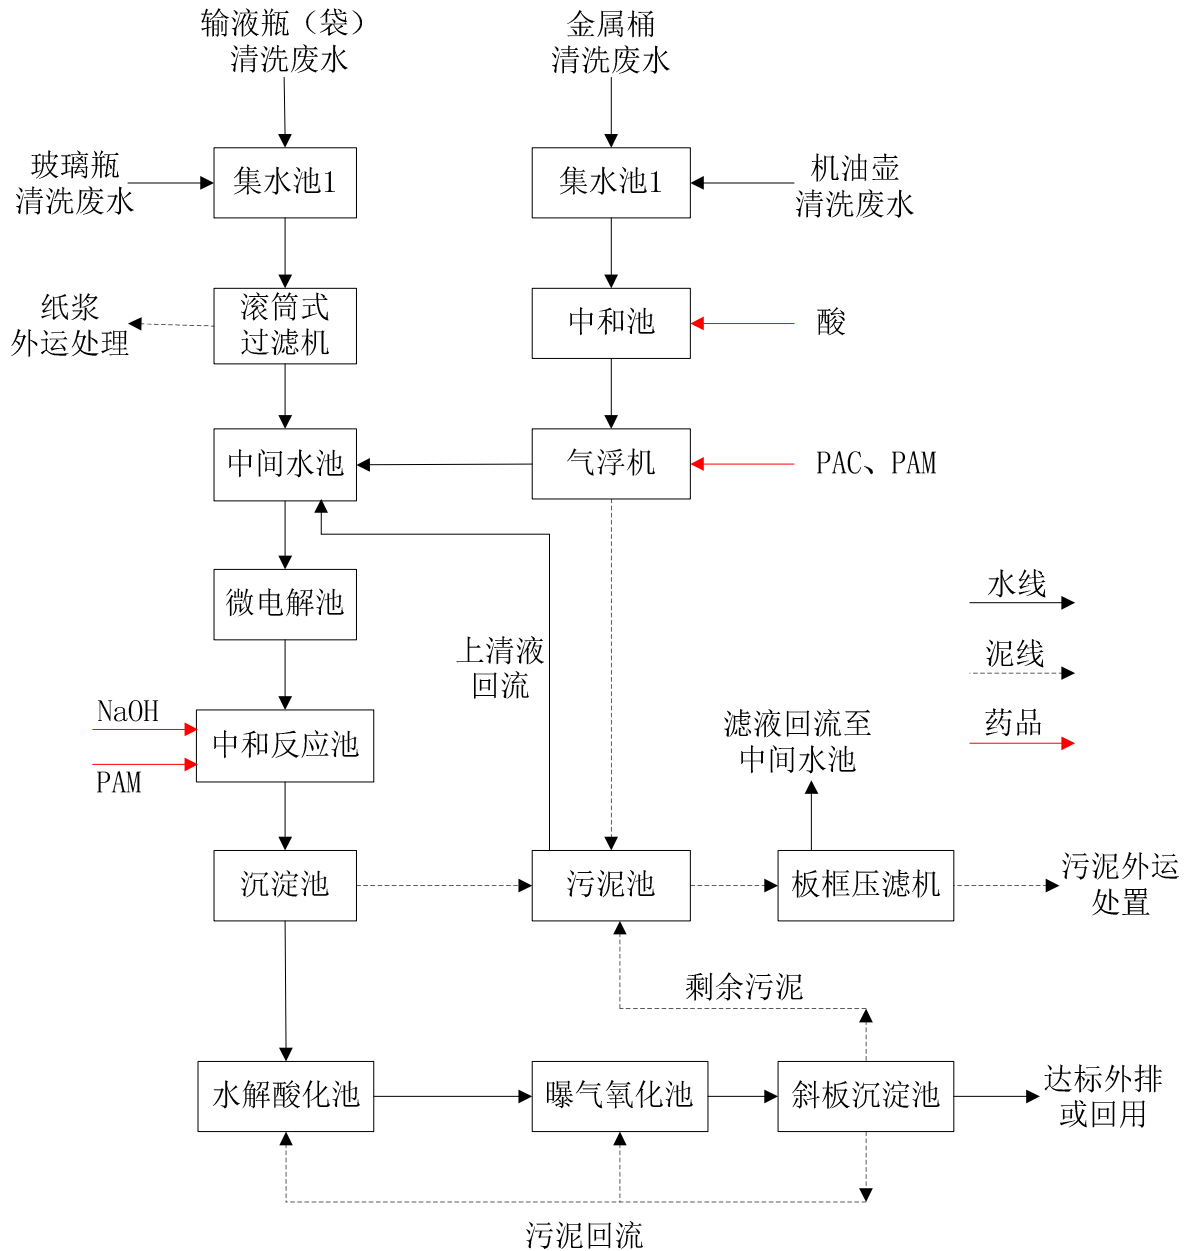 输液瓶（袋）
清洗废水
金属桶
清洗废水
玻璃瓶
清洗废水
集水池1
集水池1
机油壶
清洗废水
纸浆
外运处理
滚筒式
过滤机
中和池
酸
中间水池
气浮机
PAC、PAM
微电解池
水线
上清液
回流
泥线
NaOH
PAM
中和反应池
滤液回流至
中间水池
药品
沉淀池
污泥池
板框压滤机
污泥外运
处置
剩余污泥
水解酸化池
曝气氧化池
斜板沉淀池
达标外排
或回用
污泥回流